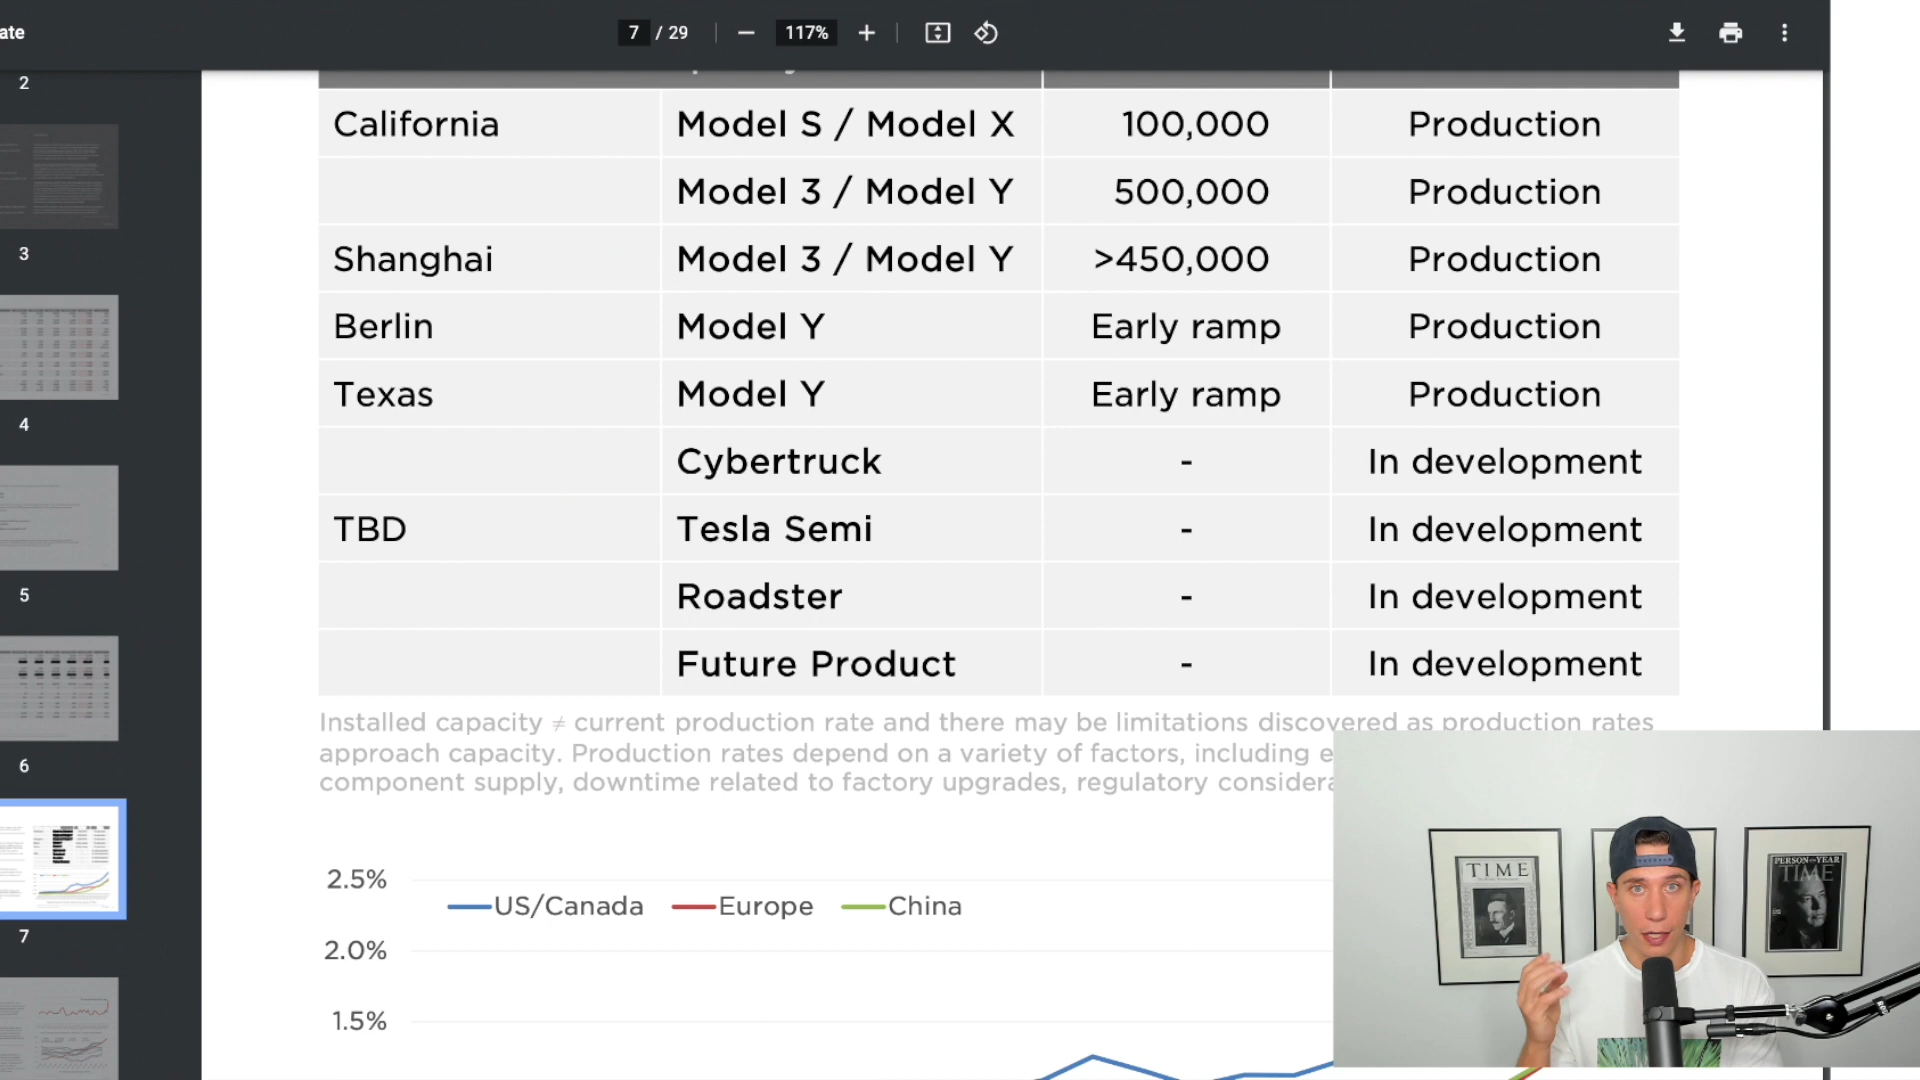 ate
7 / 29
117%
2
3
4
5
6
7
California Model S / Model X 100,000 Production
Model 3 / Model Y 500,000 Production
Shanghai Model 3 / Model Y >450,000 Production
Berlin Model Y Early ramp Production
Texas Model Y Early ramp Production
Cybertruck - In development
TBD Tesla Semi - In development
Roadster - In development
Future Product - In development
Installed capacity ≠ current production rate and there may be limitations discovered as production rates
approach capacity. Production rates depend on a variety of factors, including e
component supply, downtime related to factory upgrades, regulatory considera
2.5%
US/Canada Europe China
2.0%
1.5%
TIME
PERSON OF THE YEAR
TIME